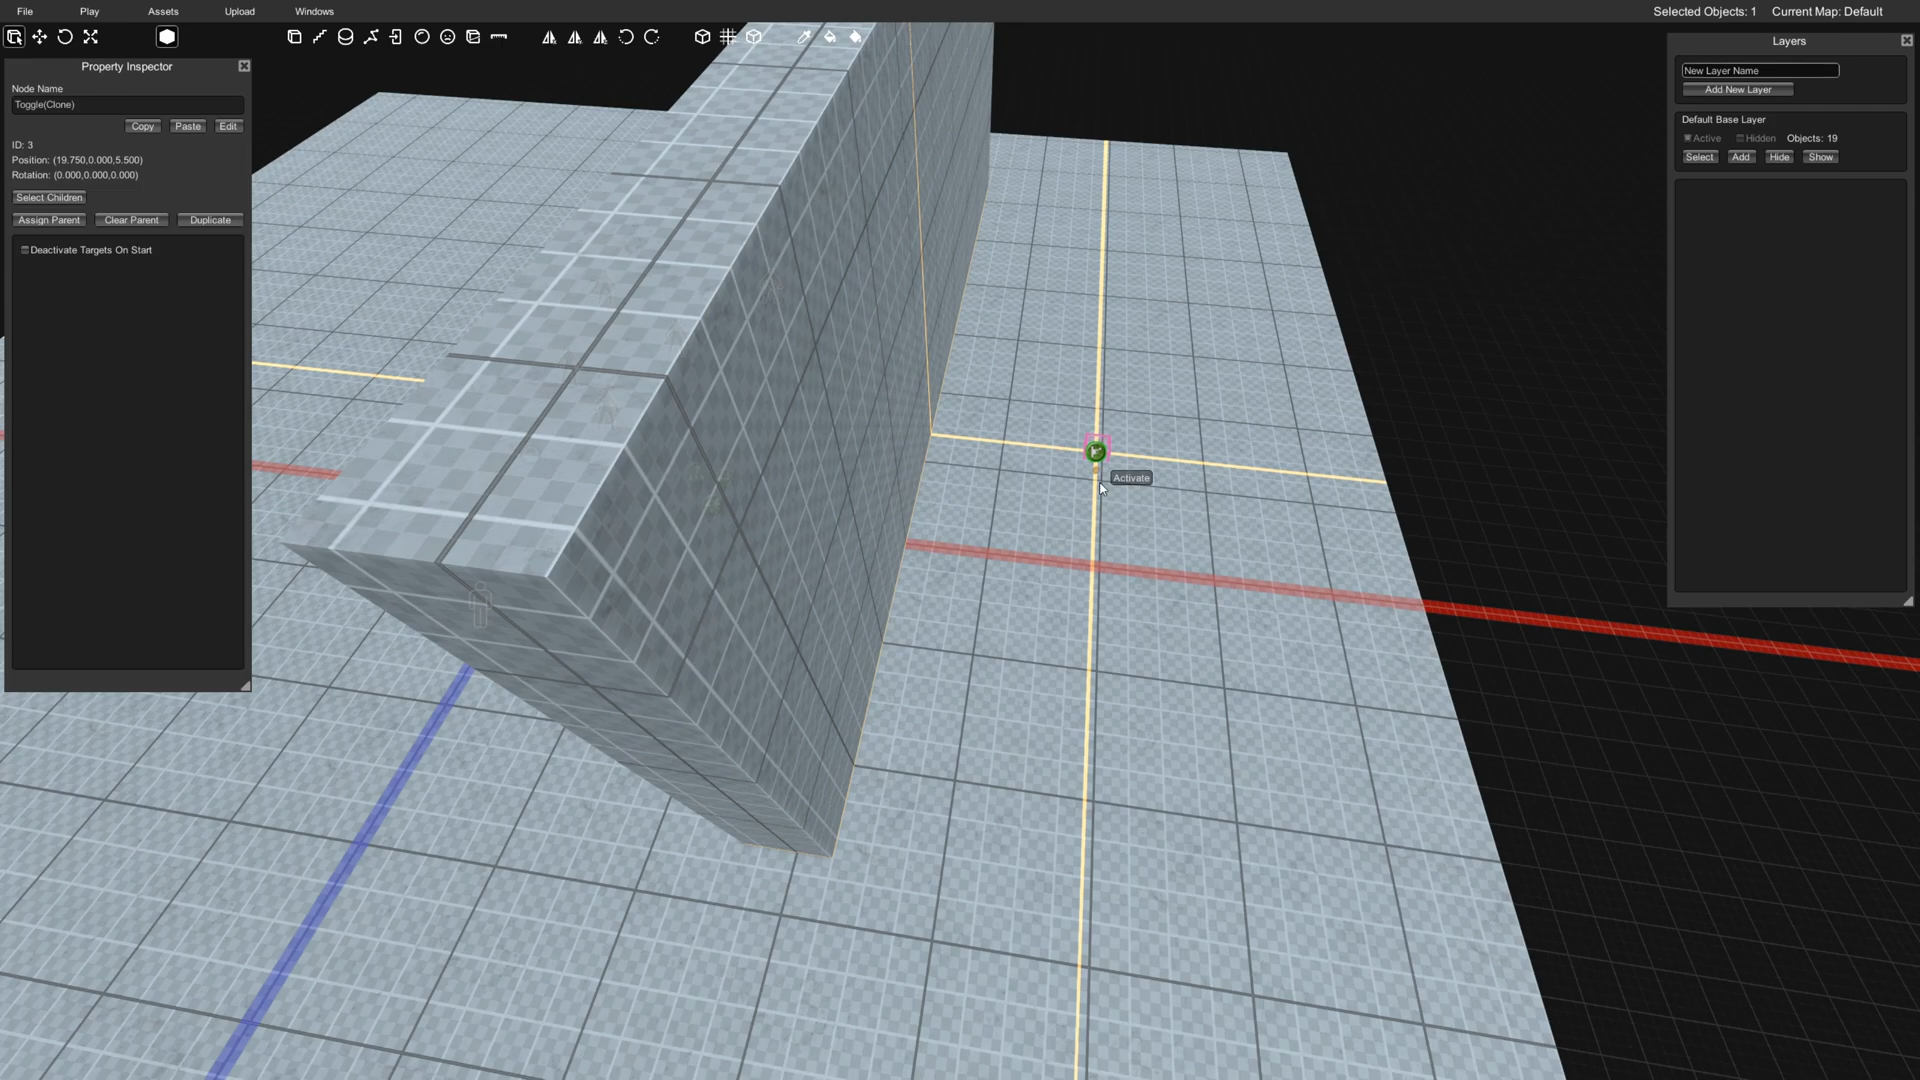 File Play Assets Upload Windows Selected Objects: 1 Current Map: Default
Property Inspector
Node Name
Toggle(Clone)
Copy Paste Edit
ID: 3
Position: (19.750,0.000,5.500)
Rotation: (0.000,0.000,0.000)
Select Children
Assign Parent Clear Parent Duplicate
Deactivate Targets On Start
Activate
Layers
New Layer Name
Add New Layer
Default Base Layer
Active Hidden Objects: 19
Select Add Hide Show